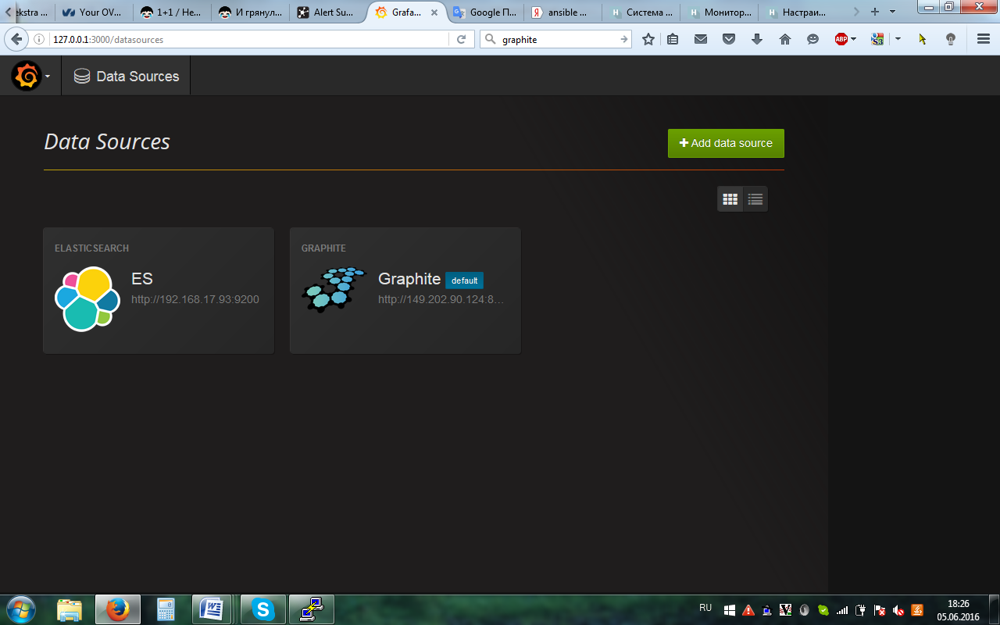 ekstra ...
Your OV...
1+1 / Не...
И грянул...
Alert Su...
Grafa...
Google П...
ansible ...
Система ...
Монитор...
Настраи...
127.0.0.1:3000/datasources
graphite
ABP
S3
Data Sources
Data Sources
Add data source
ELASTICSEARCH
ES
http://192.168.17.93:9200
GRAPHITE
Graphite default
http://149.202.90.124:8...
RU
18:26
05.06.2016